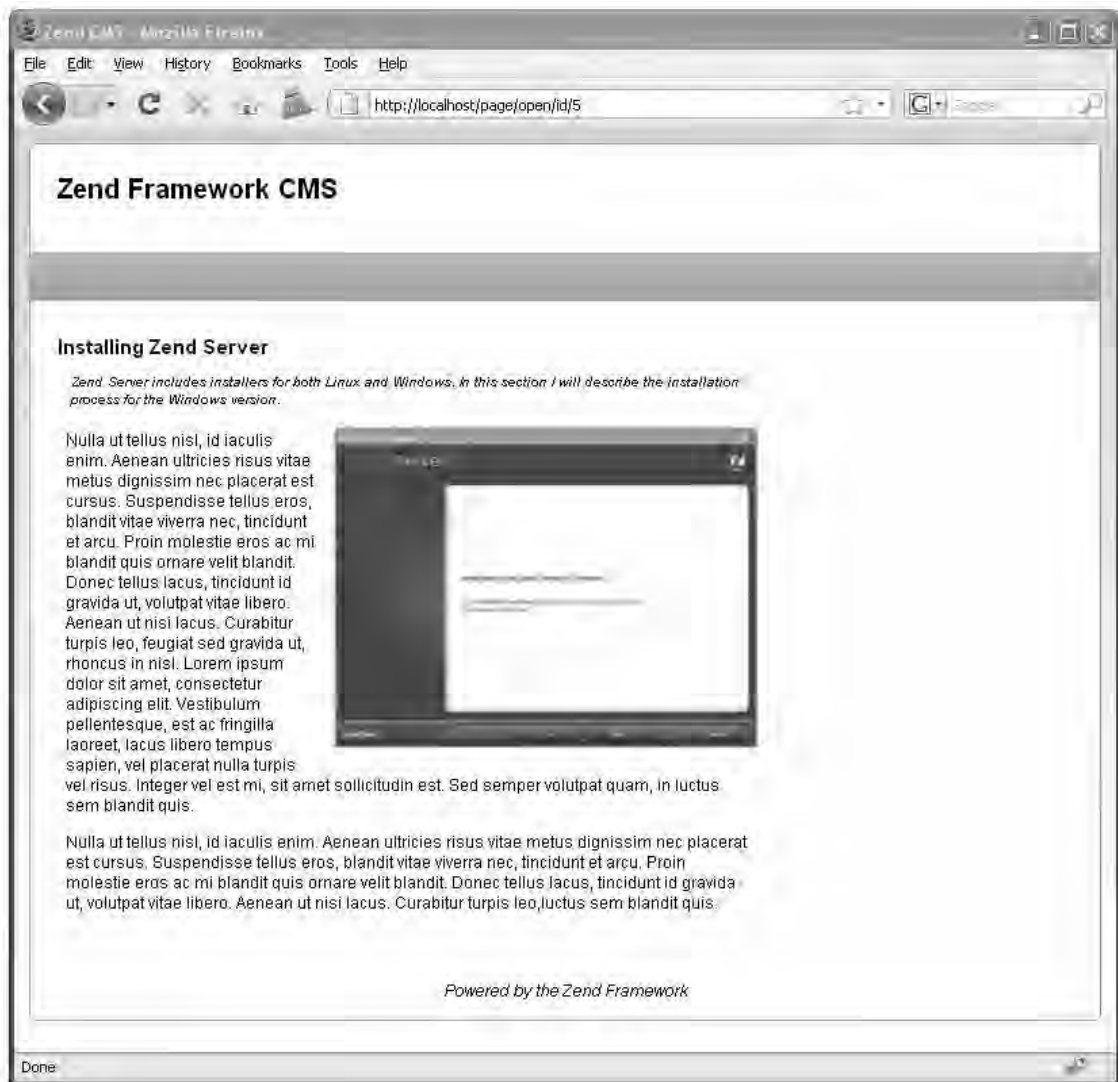 Zend CMS - Mozilla Firefox
File Edit View History Bookmarks Tools Help
http://localhost/page/open/id/5
G
Zend Framework CMS
Installing Zend Server
Zend Server includes installers for both Linux and Windows. In this section I will describe the installation
process for the Windows version.
Nulla ut tellus nisl, id iaculis
enim. Aenean ultricies risus vitae
metus dignissim nec placerat est
cursus. Suspendisse tellus eros,
blandit vitae viverra nec, tincidunt
et arcu. Proin molestie eros ac mi
blandit quis ornare velit blandit.
Donec tellus lacus, tincidunt id
gravida ut, volutpat vitae libero.
Aenean ut nisi lacus. Curabitur
turpis leo, feugiat sed gravida ut,
rhoncus in nisl. Lorem ipsum
dolor sit amet, consectetur
adipiscing elit. Vestibulum
pellentesque, est ac fringilla
laoreet, lacus libero tempus
sapien, vel placerat nulla turpis
vel risus. Integer vel est mi, sit amet sollicitudin est. Sed semper volutpat quam, in luctus
sem blandit quis.
Nulla ut tellus nisl, id iaculis enim. Aenean ultricies risus vitae metus dignissim nec placerat
est cursus. Suspendisse tellus eros, blandit vitae viverra nec, tincidunt et arcu. Proin
molestie eros ac mi blandit quis ornare velit blandit. Donec tellus lacus, tincidunt id gravida
ut, volutpat vitae libero. Aenean ut nisi lacus. Curabitur turpis leo,luctus sem blandit quis.
Powered by the Zend Framework
Done